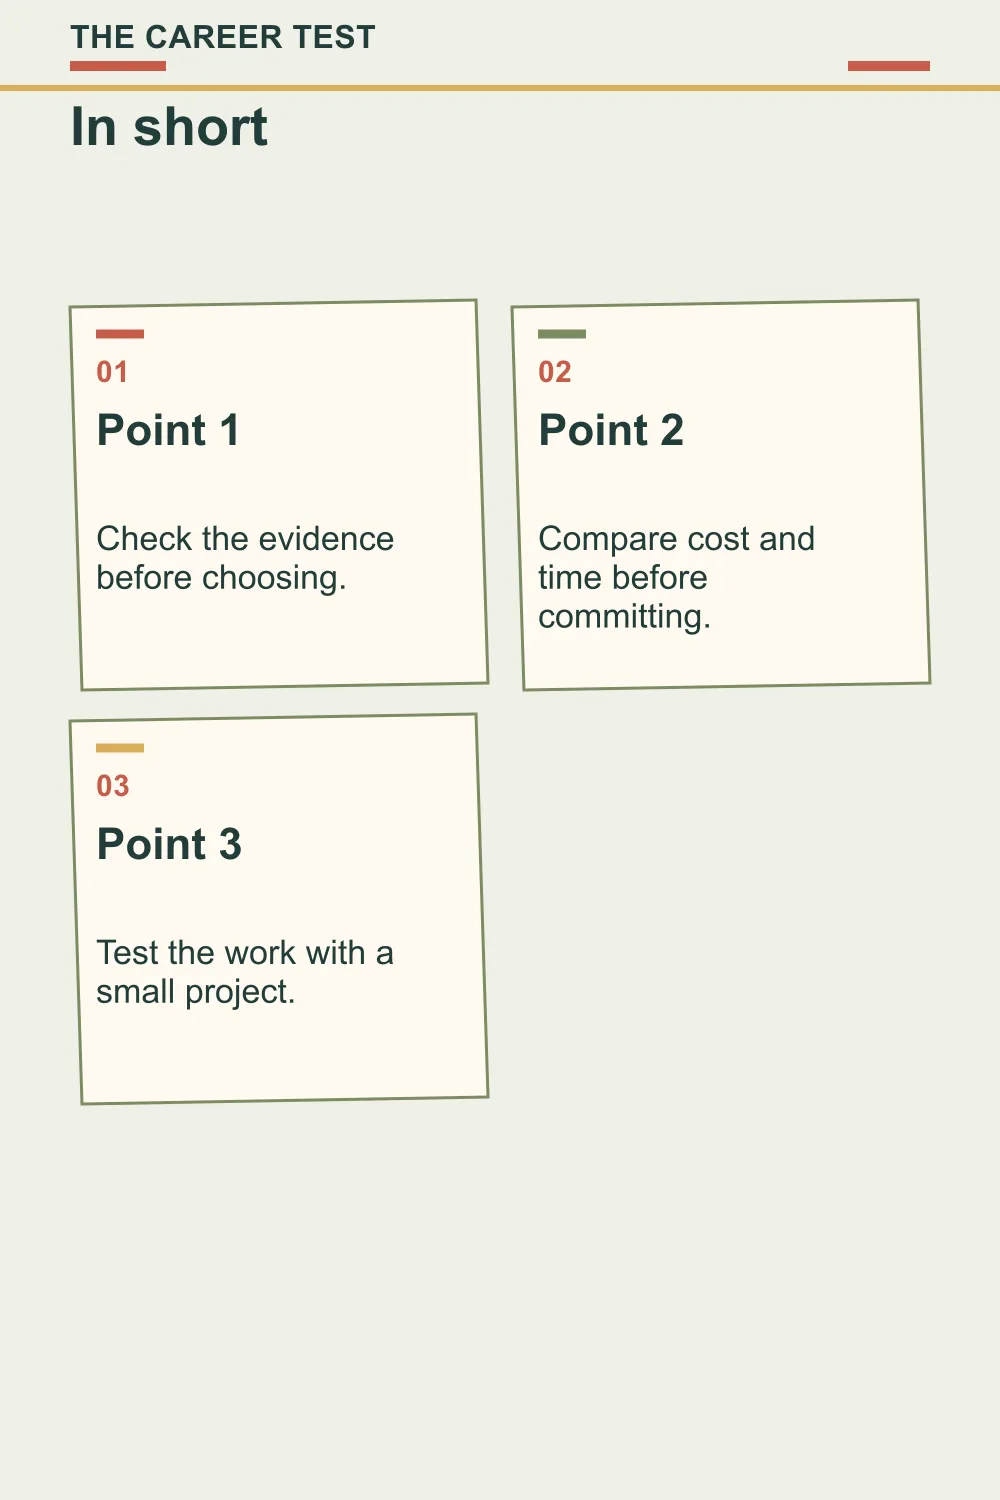 THE CAREER TEST
In short
01
Point 1
Check the evidence
before choosing.
02
Point 2
Compare cost and
time before
committing.
03
Point 3
Test the work with a
small project.